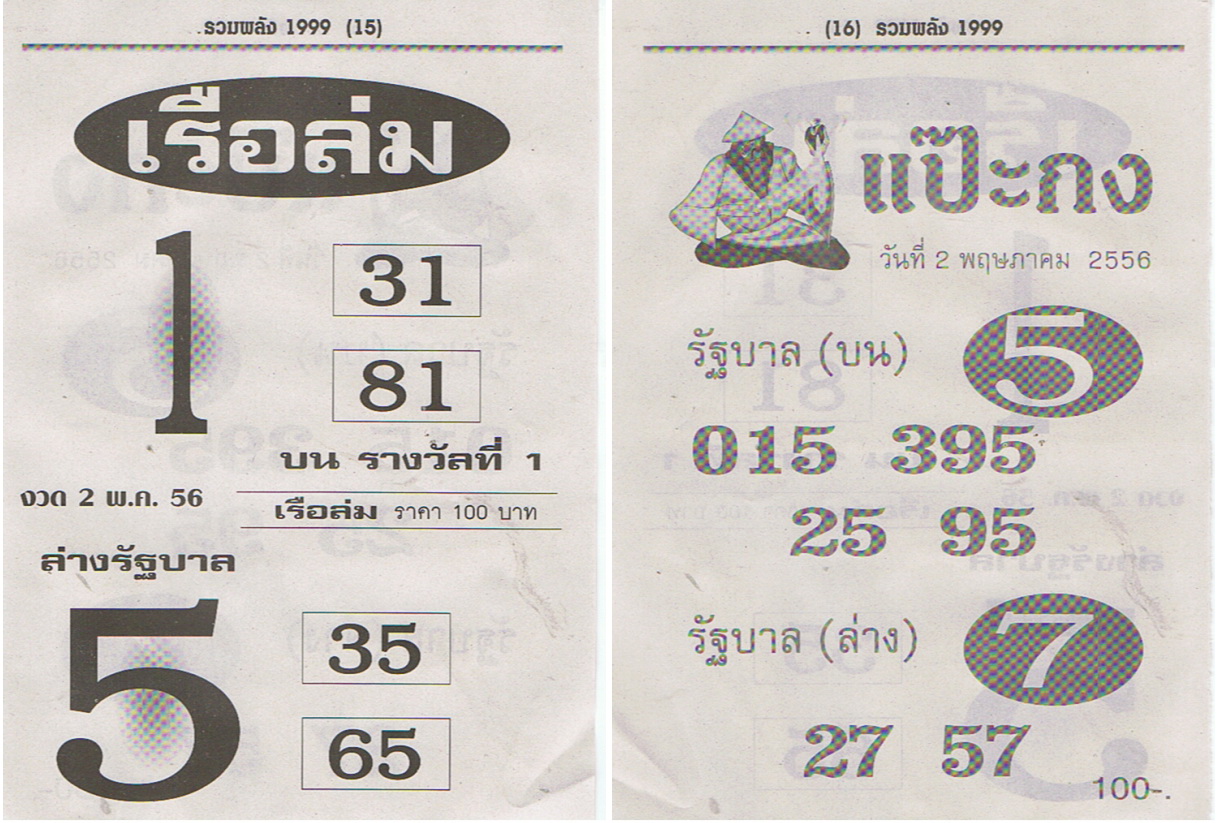 รวมพลัง 1999 (15)
เรือล่ม
1
31
81
บน รางวัลที่ 1
งวด 2 พ.ค. 56
เรือล่ม ราคา 100 บาท
ล่างรัฐบาล
5
35
65
(16) รวมพลัง 1999
แป๊ะกง
วันที่ 2 พฤษภาคม 2556
รัฐบาล (บน)
5
015 395
25 95
รัฐบาล (ล่าง)
7
27 57
100-.